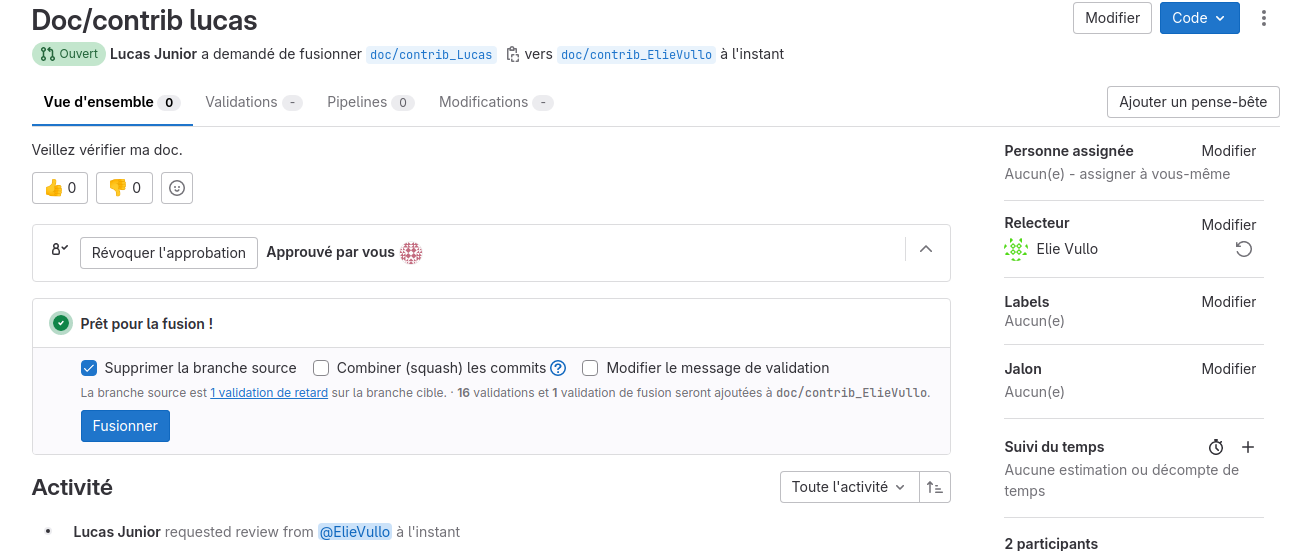 Doc/contrib lucas
Modifier
Code
Ouvert Lucas Junior a demandé de fusionner doc/contrib_Lucas vers doc/contrib_ElieVullo à l'instant
Vue d'ensemble 0 Validations - Pipelines 0 Modifications -
Ajouter un pense-bête
Veillez vérifier ma doc.
👍 0 👎 0
Révoquer l'approbation Approuvé par vous
Prêt pour la fusion !
Supprimer la branche source Combiner (squash) les commits ? Modifier le message de validation
La branche source est 1 validation de retard sur la branche cible. · 16 validations et 1 validation de fusion seront ajoutées à doc/contrib_ElieVullo.
Fusionner
Activité
Toute l'activité
Lucas Junior requested review from @ElieVullo à l'instant
Personne assignée Modifier
Aucun(e) - assigner à vous-même
Relecteur Modifier
Elie Vullo
Labels Modifier
Aucun(e)
Jalon Modifier
Aucun(e)
Suivi du temps
Aucune estimation ou décompte de
temps
2 participants